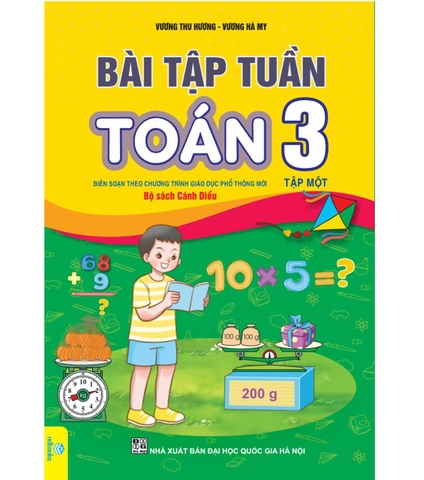 VƯƠNG THU HƯƠNG - VƯƠNG HÀ MY
BÀI TẬP TUẦN
TOÁN 3
BIÊN SOẠN THEO CHƯƠNG TRÌNH GIÁO DỤC PHỔ THÔNG MỚI
TẬP MỘT
Bộ sách Cánh Diều
68
+ 9
?
10 × 5 = ?
100 g
100 g
200 g
NHÀ XUẤT BẢN ĐẠI HỌC QUỐC GIA HÀ NỘI
ndbooks